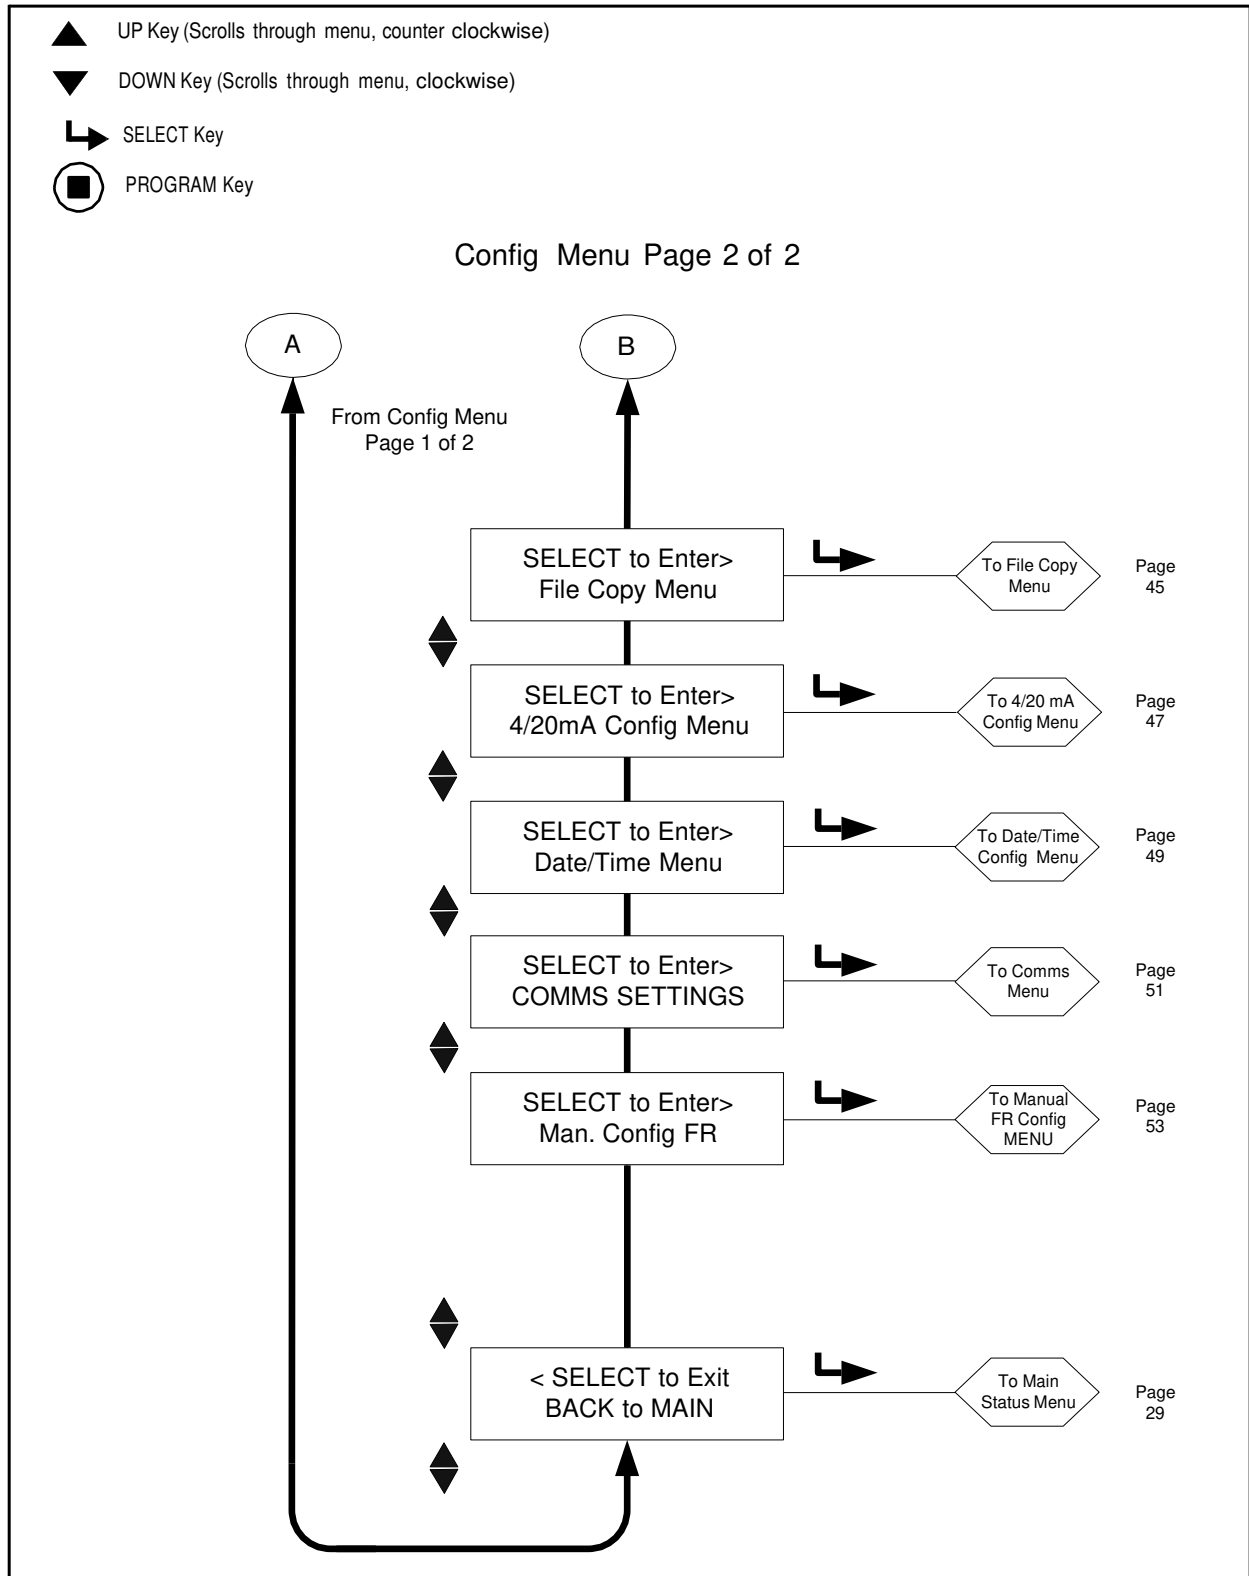 UP Key (Scrolls through menu, counter clockwise)
DOWN Key (Scrolls through menu, clockwise)
SELECT Key
PROGRAM Key
Config Menu Page 2 of 2
A
B
From Config Menu
Page 1 of 2
SELECT to Enter>
File Copy Menu
To File Copy
Menu
Page
45
SELECT to Enter>
4/20mA Config Menu
To 4/20 mA
Config Menu
Page
47
SELECT to Enter>
Date/Time Menu
To Date/Time
Config Menu
Page
49
SELECT to Enter>
COMMS SETTINGS
To Comms
Menu
Page
51
SELECT to Enter>
Man. Config FR
To Manual
FR Config
MENU
Page
53
< SELECT to Exit
BACK to MAIN
To Main
Status Menu
Page
29